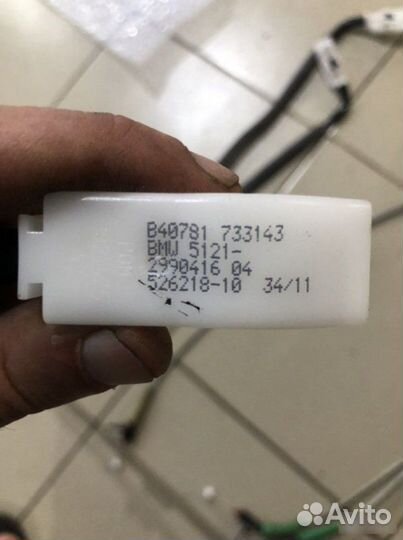 B40781 733143
BMW 5121-
2990416 04
526218-10 34/11
Avito